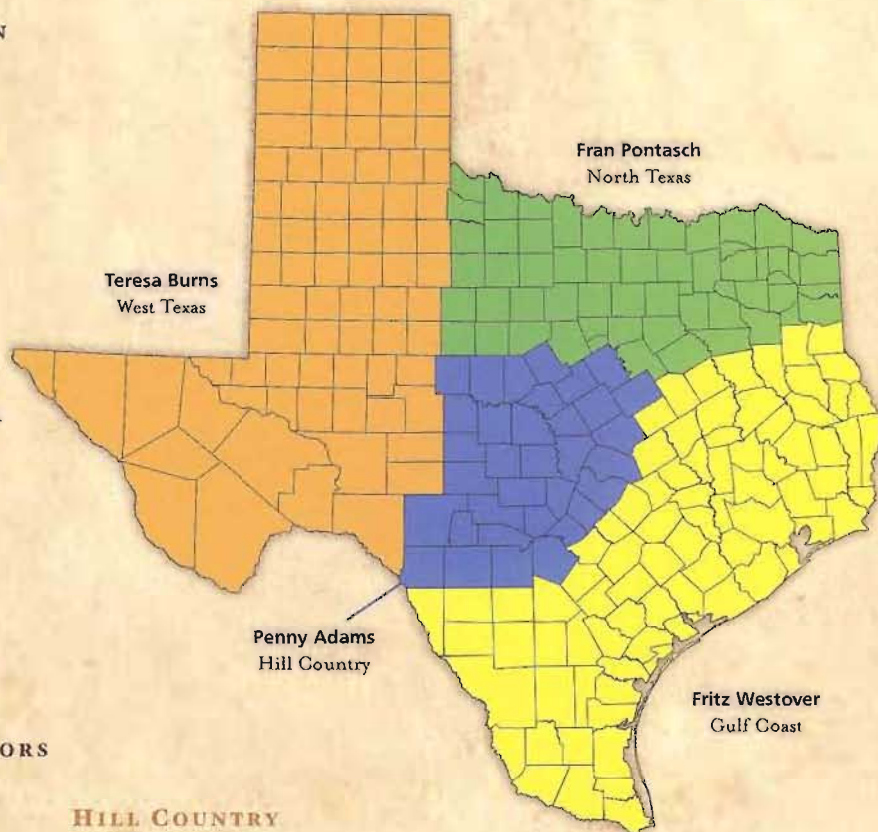 N
Fran Pontasch
North Texas
Teresa Burns
West Texas
Penny Adams
Hill Country
Fritz Westover
Gulf Coast
ORS
HILL COUNTRY